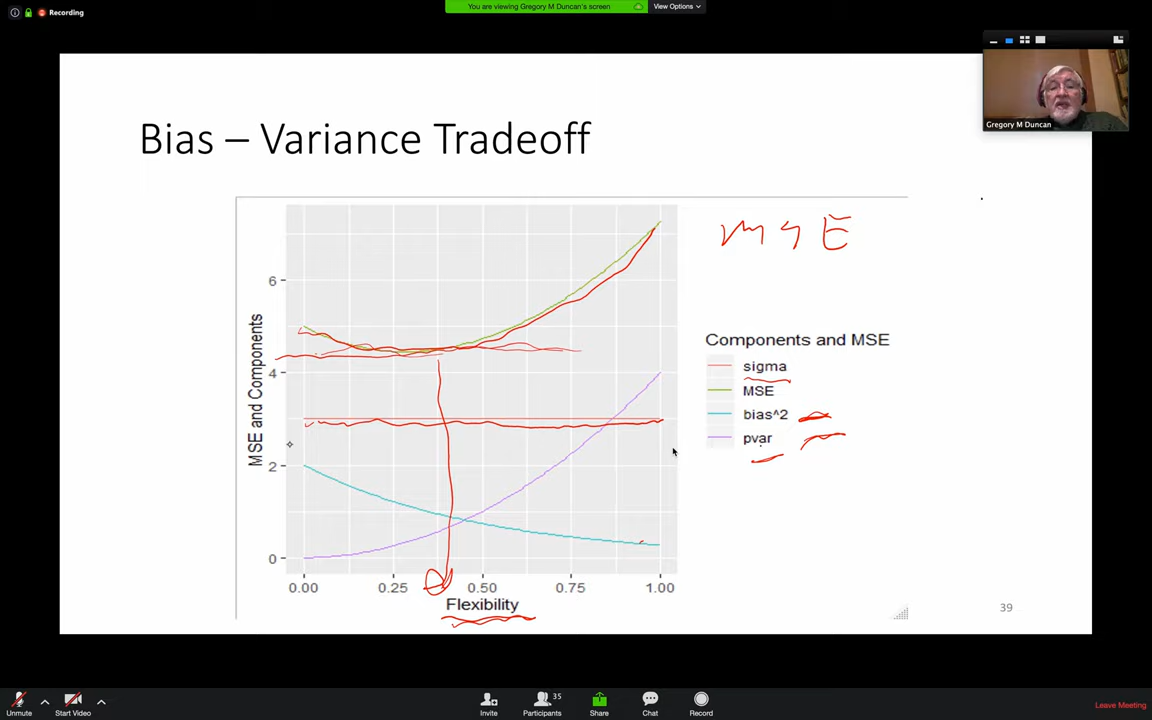 Recording
You are viewing Gregory M Duncan's screen
View Options
Gregory M Duncan
Bias – Variance Tradeoff
MSE
MSE and Components
6
4
2
0
0.00 0.25 0.50 0.75 1.00
Flexibility
Components and MSE
sigma
MSE
bias^2
pvar
39
Unmute
Start Video
Invite
Participants 35
Share
Chat
Record
Leave Meeting